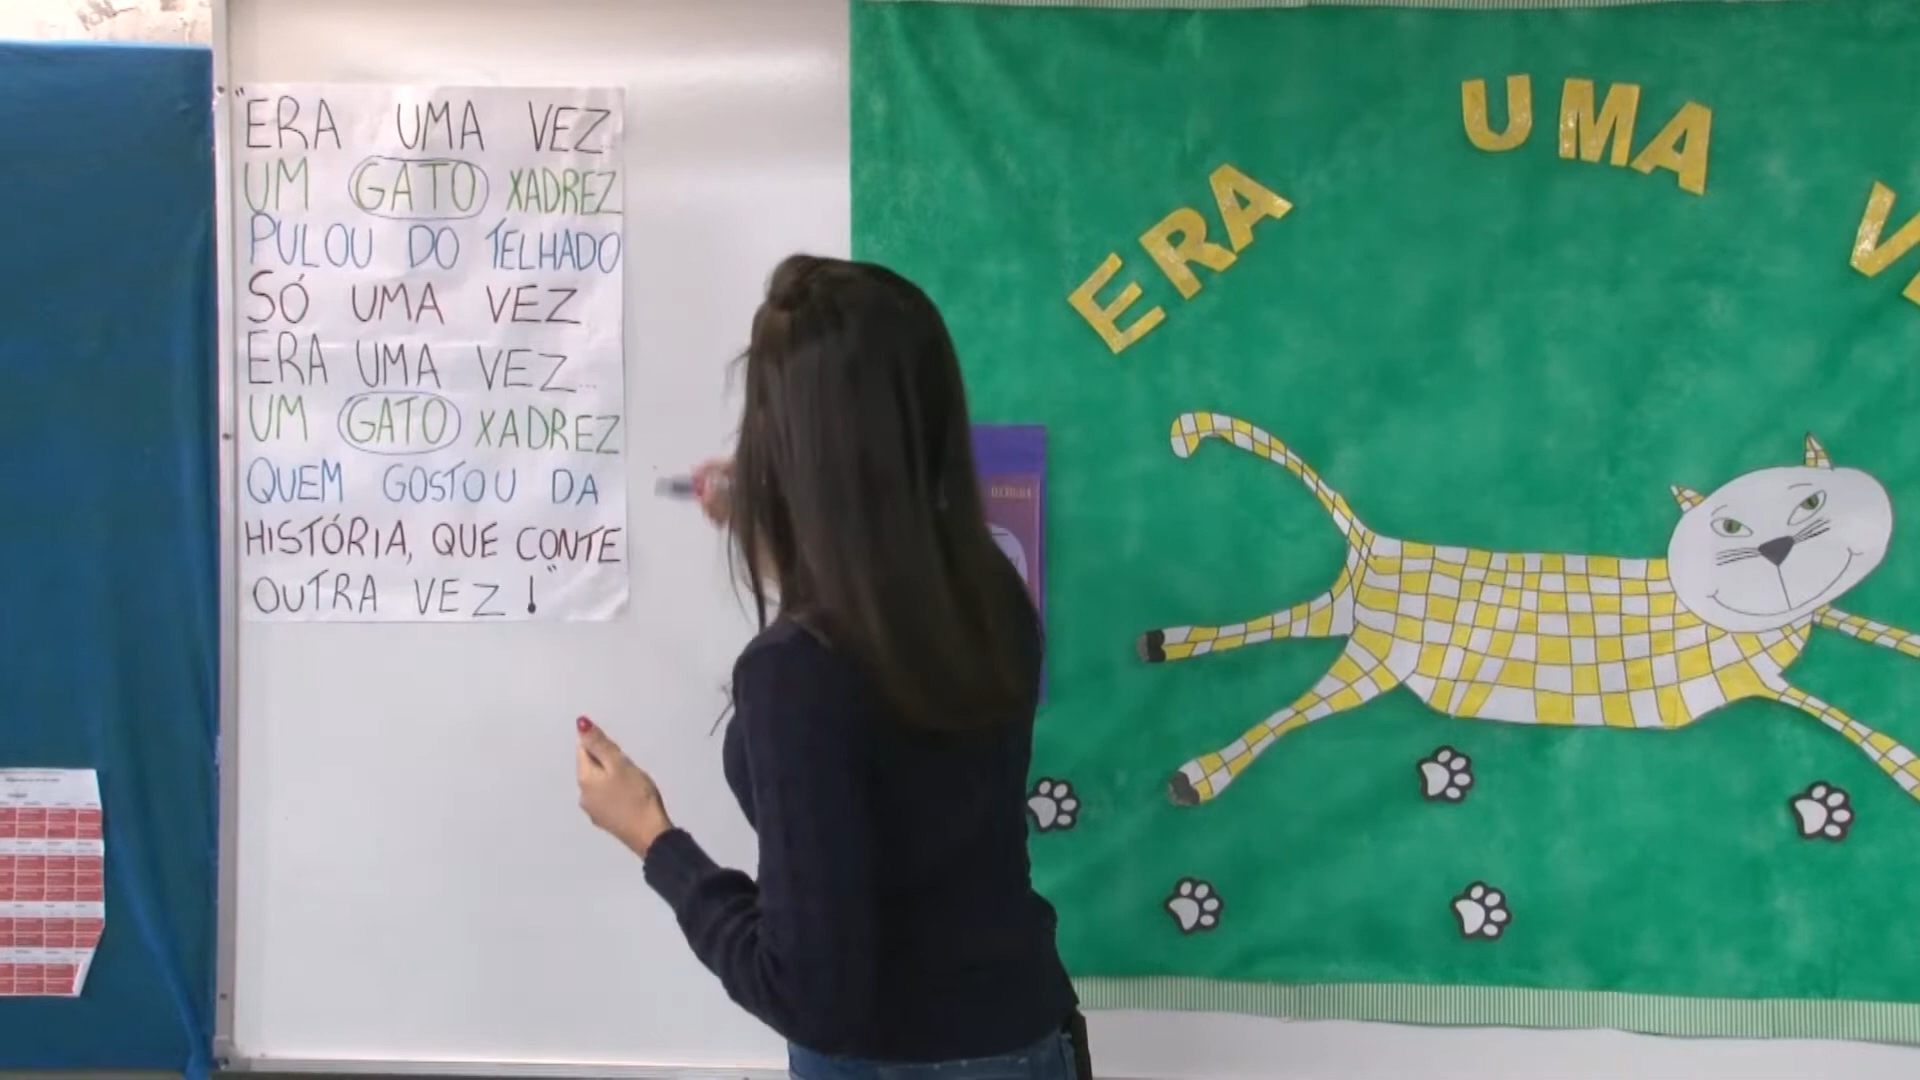 "ERA UMA VEZ..
UM GATO XADREZ
PULOU DO TELHADO
SÓ UMA VEZ
ERA UMA VEZ...
UM GATO XADREZ
QUEM GOSTOU DA
HISTÓRIA, QUE CONTE
OUTRA VEZ!"
ERA UMA